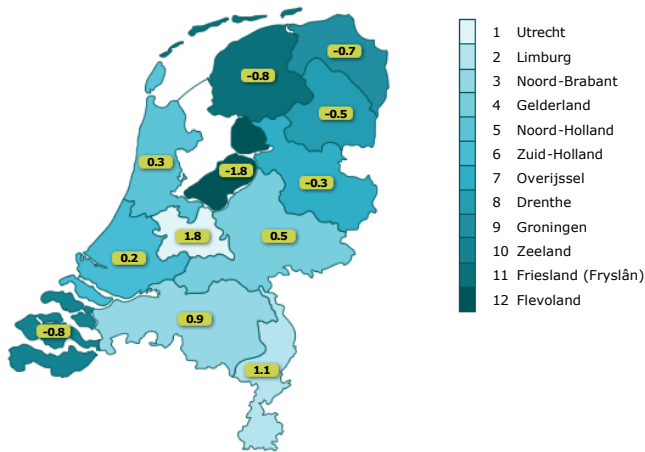 -0.7
-0.8
-0.5
0.3
-1.8
-0.3
1.8
0.5
0.2
0.9
-0.8
1.1
1 Utrecht
2 Limburg
3 Noord-Brabant
4 Gelderland
5 Noord-Holland
6 Zuid-Holland
7 Overijssel
8 Drenthe
9 Groningen
10 Zeeland
11 Friesland (Fryslân)
12 Flevoland